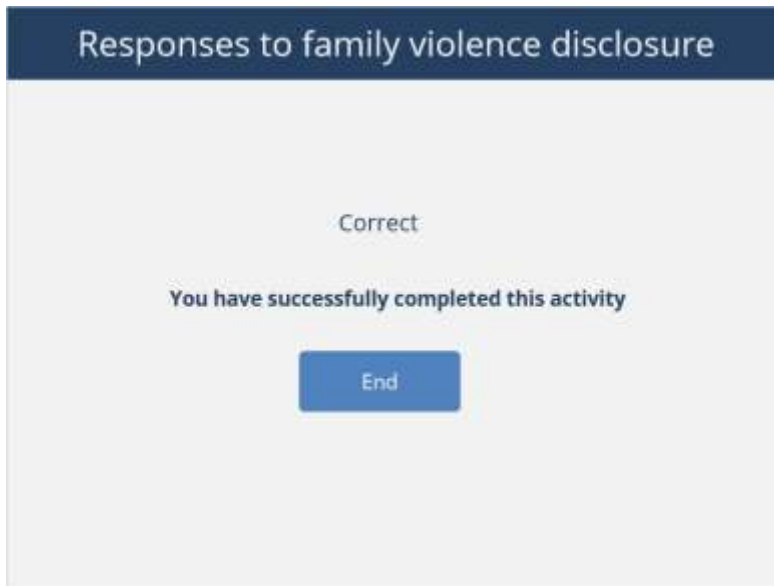 Responses to family violence disclosure
Correct
You have successfully completed this activity
End